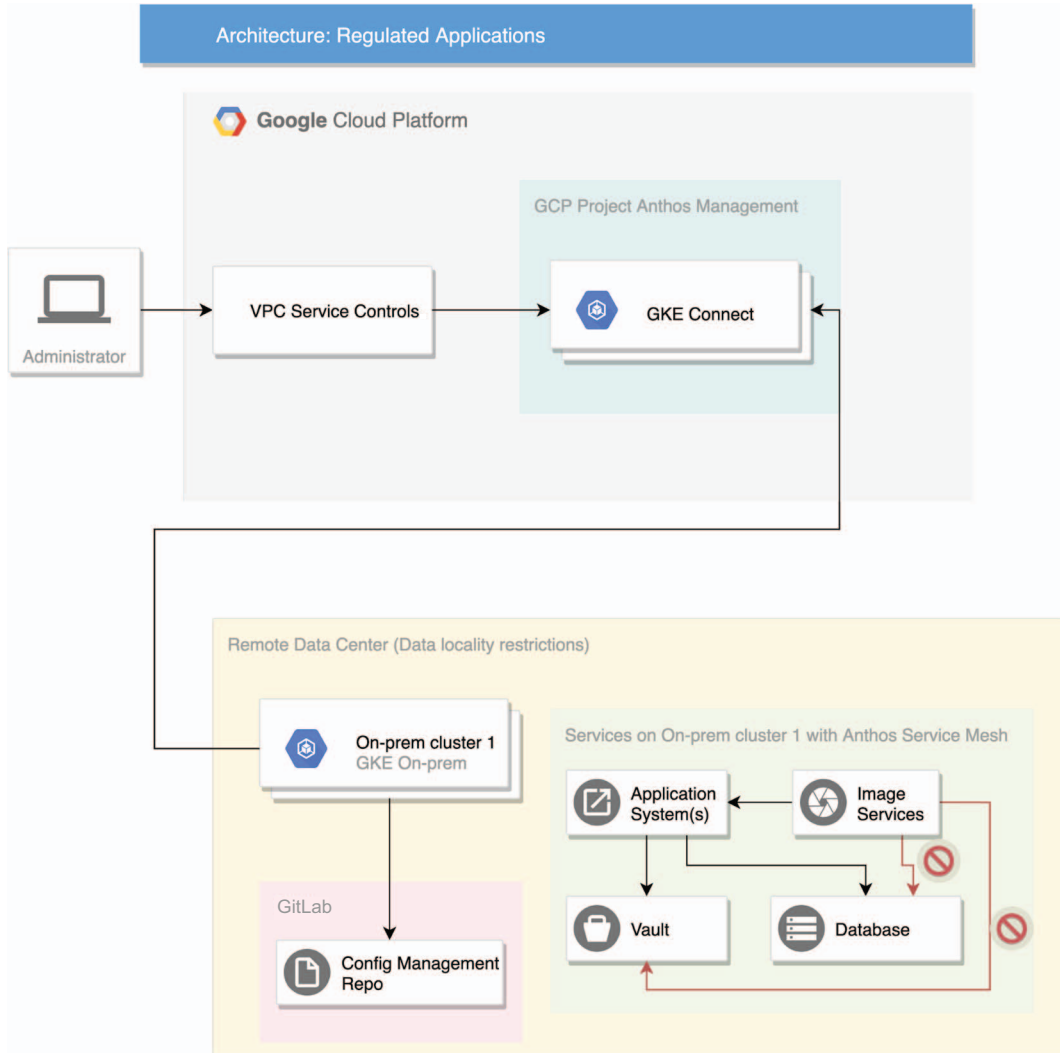 Architecture: Regulated Applications
Google Cloud Platform
GCP Project Anthos Management
Administrator
VPC Service Controls
GKE Connect
Remote Data Center (Data locality restrictions)
On-prem cluster 1
GKE On-prem
Services on On-prem cluster 1 with Anthos Service Mesh
Application
System(s)
Image
Services
GitLab
Vault
Database
Config Management
Repo